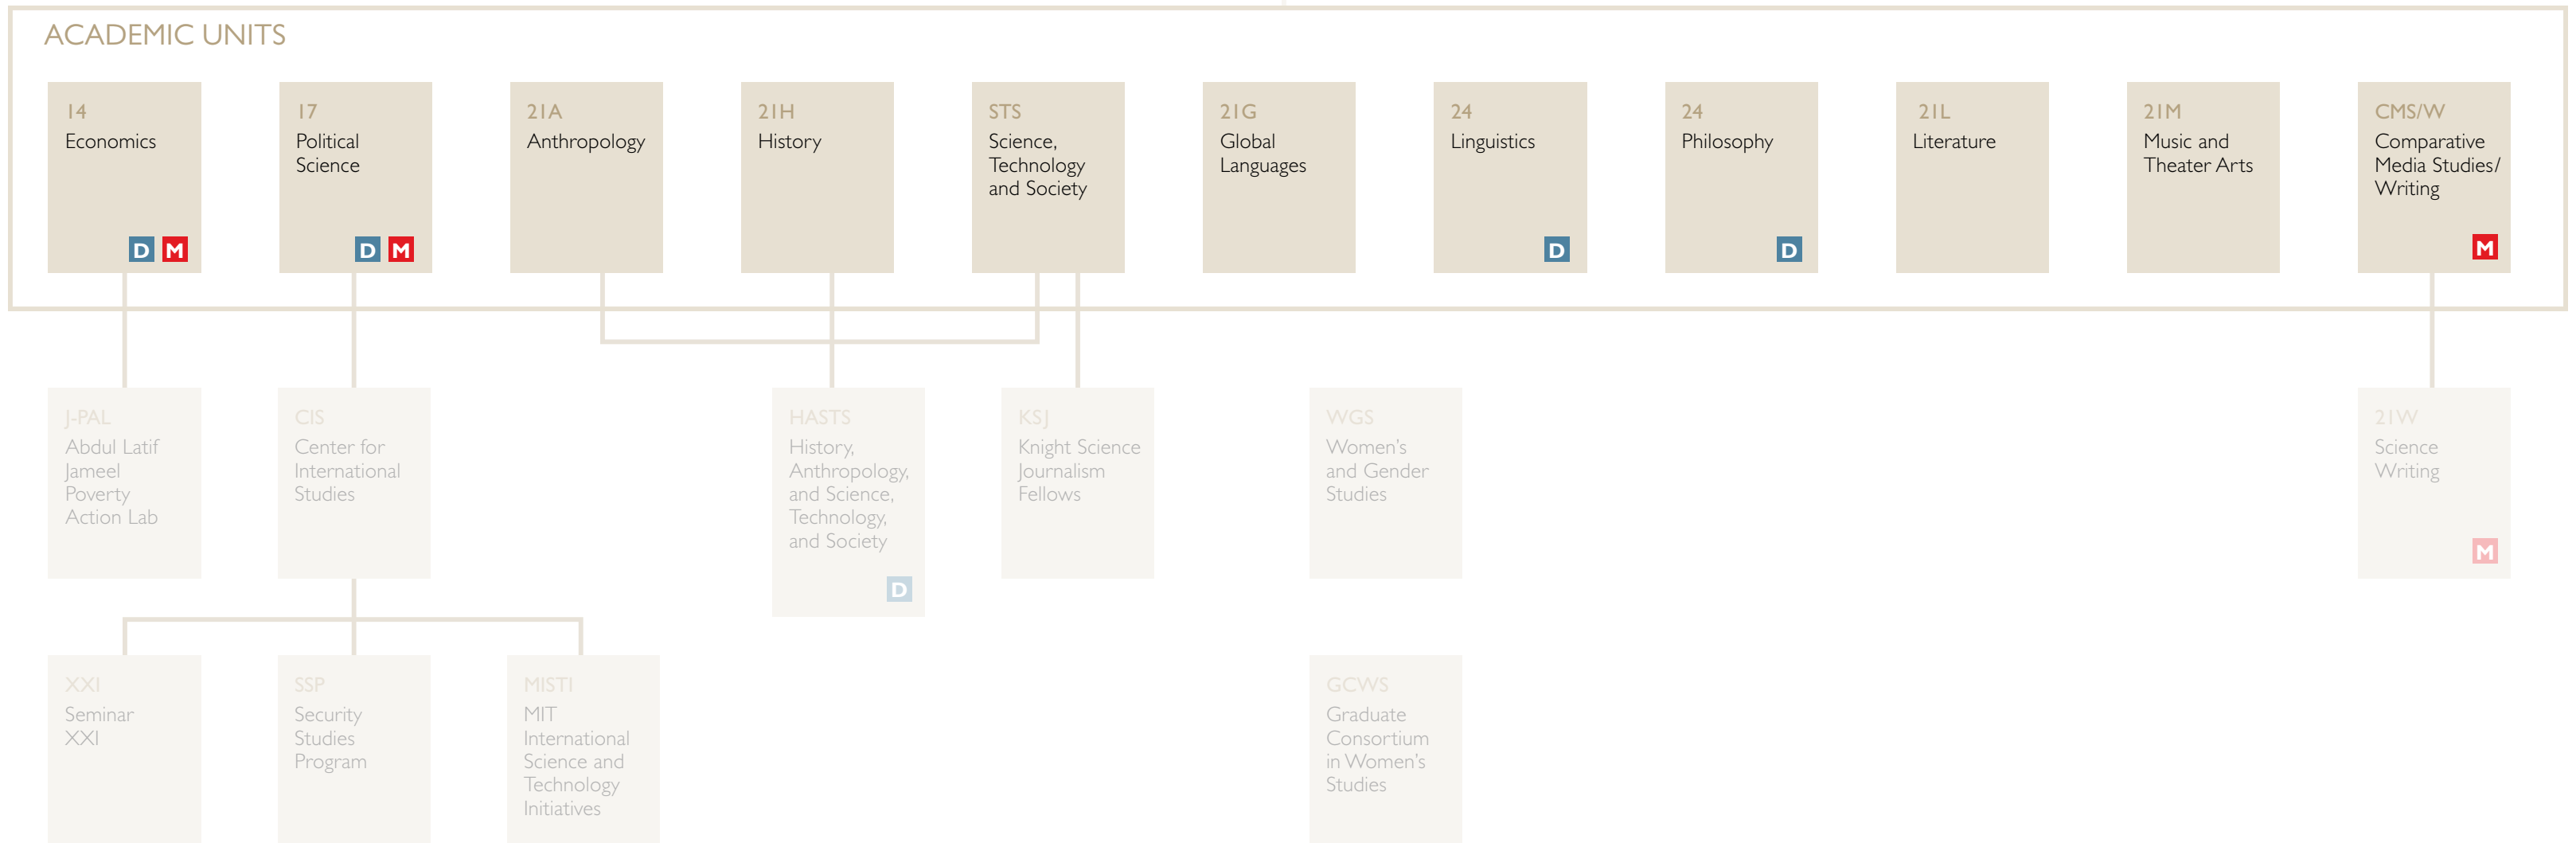 ACADEMIC UNITS
14
Economics
D M
17
Political
Science
D M
21A
Anthropology
21H
History
STS
Science,
Technology
and Society
21G
Global
Languages
24
Linguistics
D
24
Philosophy
D
21L
Literature
21M
Music and
Theater Arts
CMS/W
Comparative
Media Studies/
Writing
M
J-PAL
Abdul Latif
Jameel
Poverty
Action Lab
CIS
Center for
International
Studies
HASTS
History,
Anthropology,
and Science,
Technology,
and Society
D
KSJ
Knight Science
Journalism
Fellows
WGS
Women's
and Gender
Studies
21W
Science
Writing
M
XXI
Seminar
XXI
SSP
Security
Studies
Program
MISTI
MIT
International
Science and
Technology
Initiatives
GCWS
Graduate
Consortium
in Women's
Studies